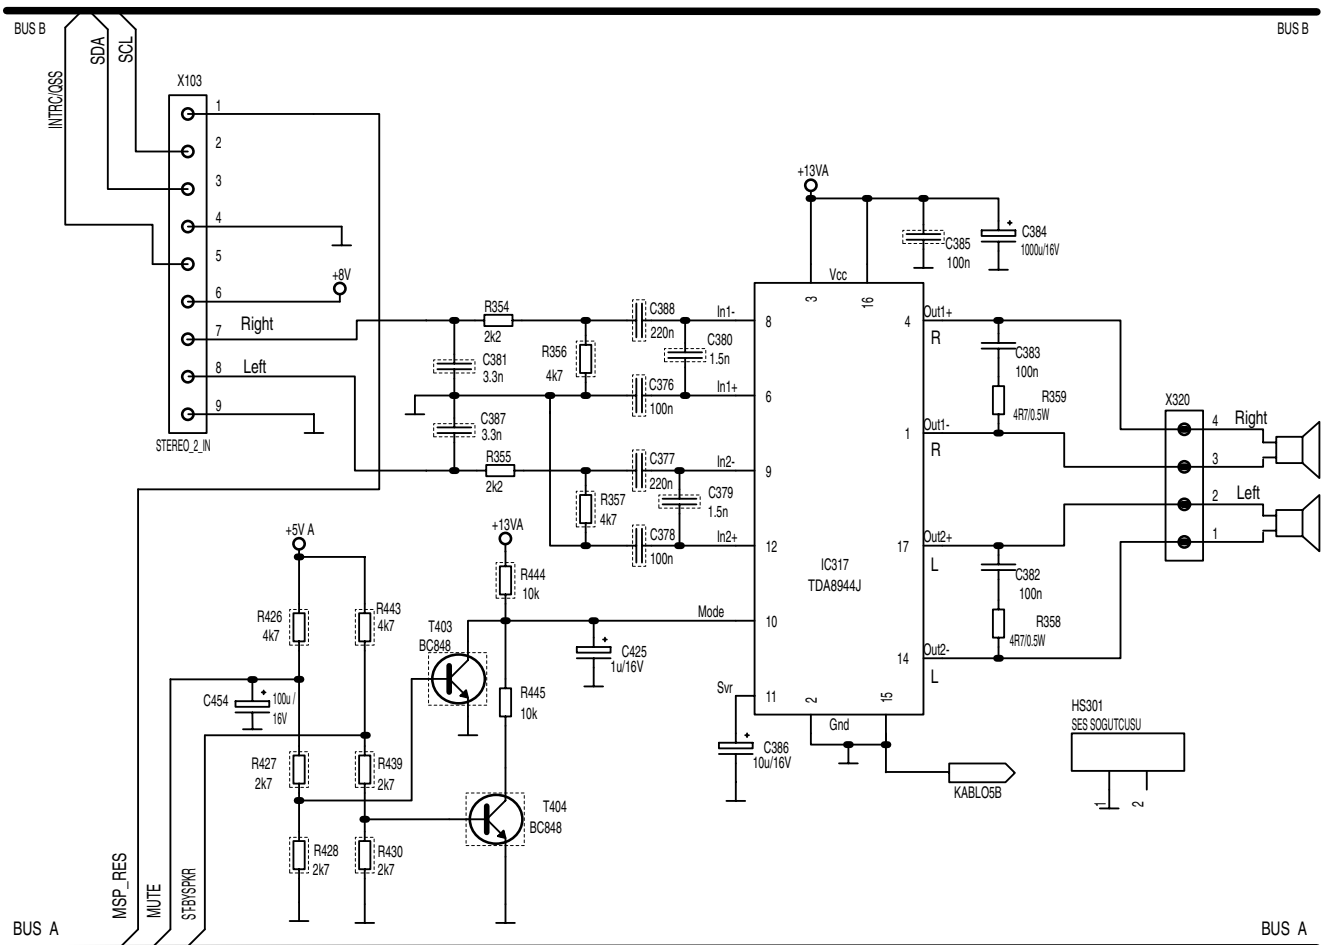 BUS B
BUS B
INTRC/QSS
SDA
SCL
X103
1
2
3
4
5
6
7
8
9
+8V
Right
Left
STEREO_2_IN
R354
2k2
C381
3.3n
C387
3.3n
R355
2k2
R356
4k7
R357
4k7
C388
220n
C380
1.5n
C376
100n
C377
220n
C379
1.5n
C378
100n
In1-
In1+
In2-
In2+
Mode
Svr
8
6
9
12
10
11
+13VA
Vcc
3
16
C385
100n
C384
+
1000u/16V
IC317
TDA8944J
2
15
Gnd
4
1
17
14
Out1+
R
Out1-
R
Out2+
L
Out2-
L
C383
100n
R359
4R7/0.5W
C382
100n
R358
4R7/0.5W
X320
4
3
2
1
Right
Left
+5V A
R426
4k7
R443
4k7
C454
+
100u /
16V
R427
2k7
R439
2k7
R428
2k7
R430
2k7
+13VA
R444
10k
T403
BC848
R445
10k
T404
BC848
+
C425
1u/16V
+
C386
10u/16V
KABLO5B
HS301
SES SOGUTCUSU
1
2
MSP_RES
MUTE
ST-BYSPKR
BUS A
BUS A